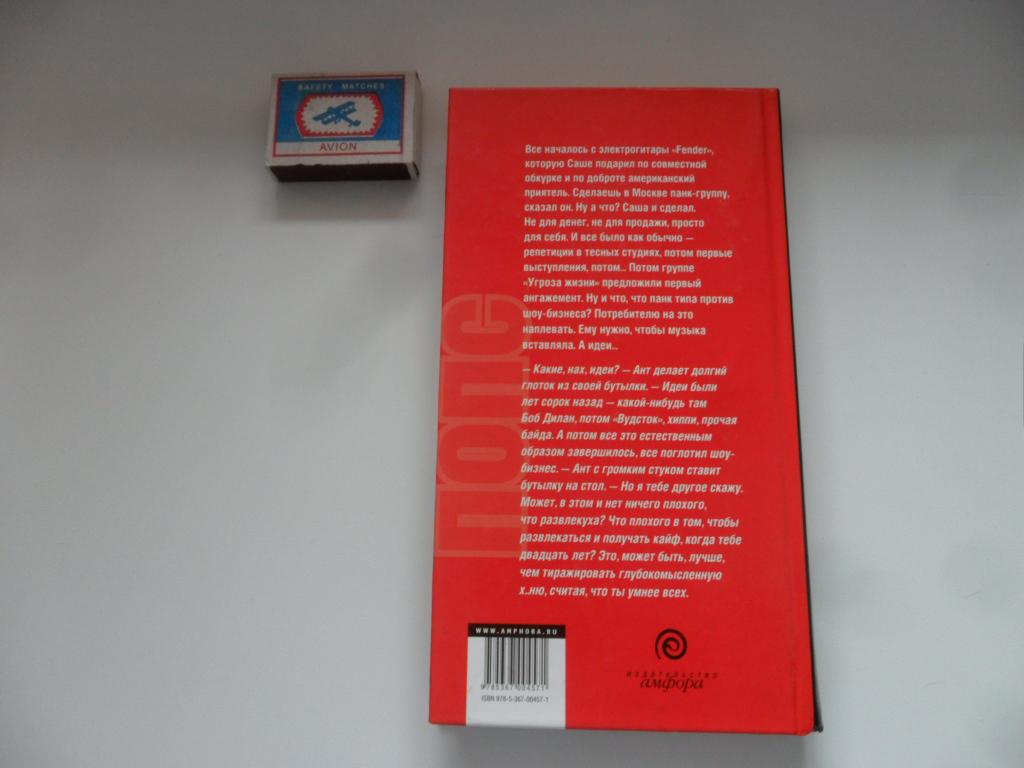 SAFETY MATCHES
AVION
Все началось с электрогитары «Fender»,
которую Саше подарил по совместной
обкурке и по доброте американский
приятель. Сделаешь в Москве панк-группу,
сказал он. Ну а что? Саша и сделал.
Не для денег, не для продажи, просто
для себя. И все было как обычно —
репетиции в тесных студиях, потом первые
выступления, потом... Потом группе
«Угроза жизни» предложили первый
ангажемент. Ну и что, что панк типа против
шоу-бизнеса? Потребителю на это
наплевать. Ему нужно, чтобы музыка
вставляла. А идеи...
— Какие, нах, идеи? — Ант делает долгий
глоток из своей бутылки. — Идеи были
лет сорок назад — какой-нибудь там
Боб Дилан, потом «Вудсток», хиппи, прочая
байда. А потом все это естественным
образом завершилось, все поглотил шоу-
бизнес. — Ант с громким стуком ставит
бутылку на стол. — Но я тебе другое скажу.
Может, в этом и нет ничего плохого,
что развлекуха? Что плохого в том, чтобы
развлекаться и получать кайф, когда тебе
двадцать лет? Это, может быть, лучше,
чем тиражировать глубокомысленную
х..ню, считая, что ты умнее всех.
WWW.AMPHORA.RU
9785367004571
ISBN 978-5-367-00457-1
ИЗДАТЕЛЬСТВО
амфора